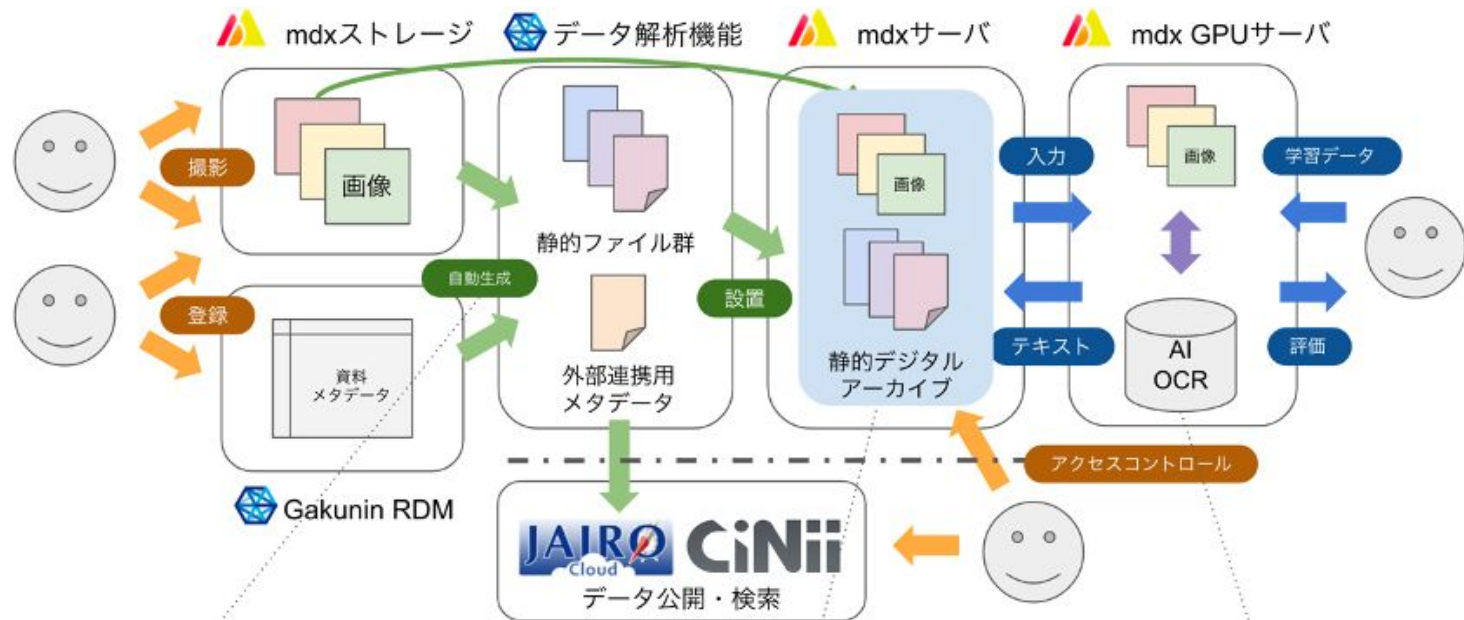 mdxストレージ
データ解析機能
mdxサーバ
mdx GPUサーバ
撮影
画像
登録
資料
メタデータ
Gakunin RDM
自動生成
静的ファイル群
外部連携用
メタデータ
設置
画像
静的デジタル
アーカイブ
入力
テキスト
画像
AI
OCR
学習データ
評価
アクセスコントロール
JAIRO
Cloud
CiNii
データ公開・検索